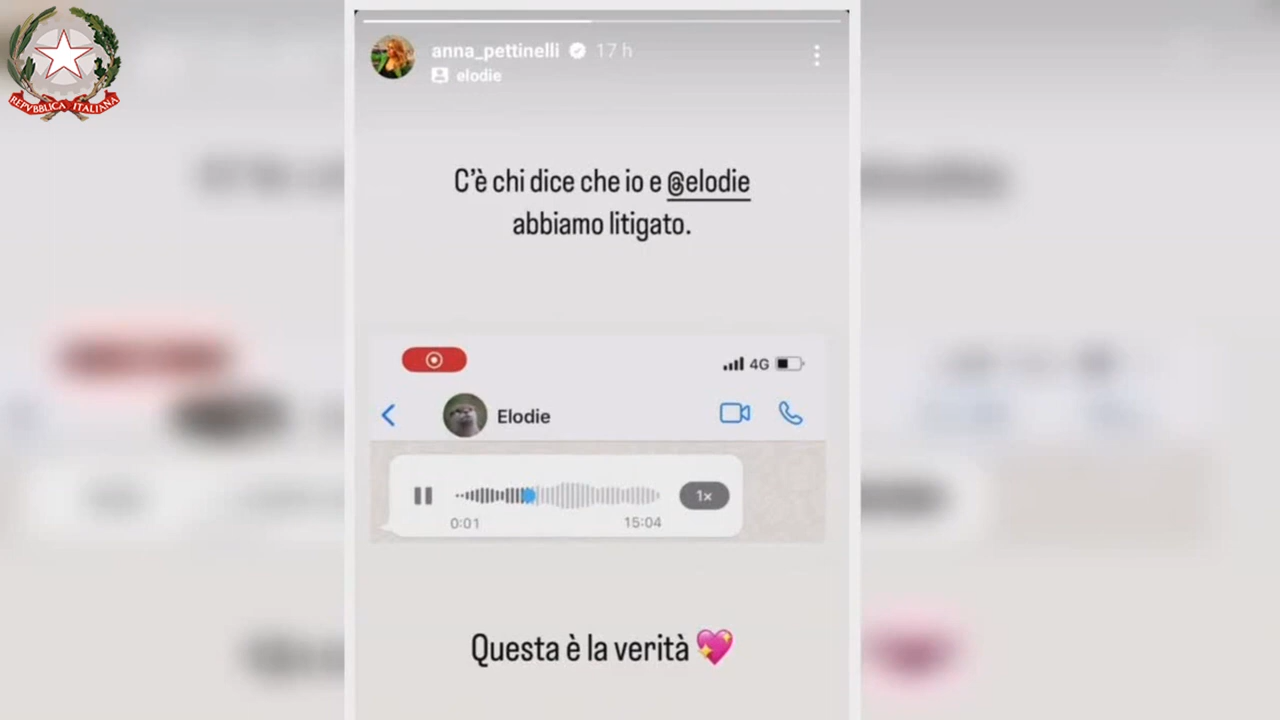 REPVBBLICA ITALIANA
anna_pettinelli 17 h
elodie
C'è chi dice che io e @elodie
abbiamo litigato.
4G
Elodie
1x
0:01 15:04
Questa è la verità 💖